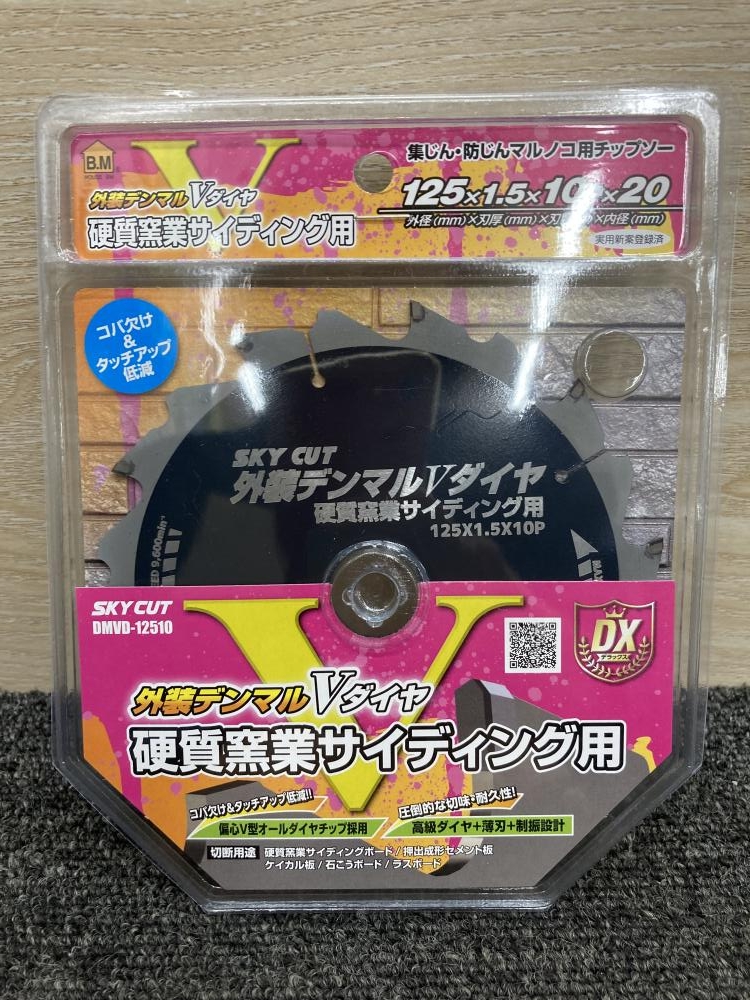 B.M
集じん・防じんマルノコ用チップソー
外装デンマルVダイヤ
硬質窯業サイディング用
125×1.5×10 ×20
外径(mm)×刃厚(mm)×刃 ×内径(mm)
実用新案登録済
コバ欠け
&
タッチアップ
低減
SKY CUT
外装デンマルVダイヤ
硬質窯業サイディング用
125X1.5X10P
9,600min⁻¹
MAX
SKY CUT
DMVD-12510
DX
デラックス
外装デンマルVダイヤ
硬質窯業サイディング用
コバ欠け&タッチアップ低減!!
偏心V型オールダイヤチップ採用
圧倒的な切味・耐久性!
高級ダイヤ+薄刃+制振設計
切断用途 硬質窯業サイディングボード/押出成形セメント板
ケイカル板/石こうボード/ラスボード